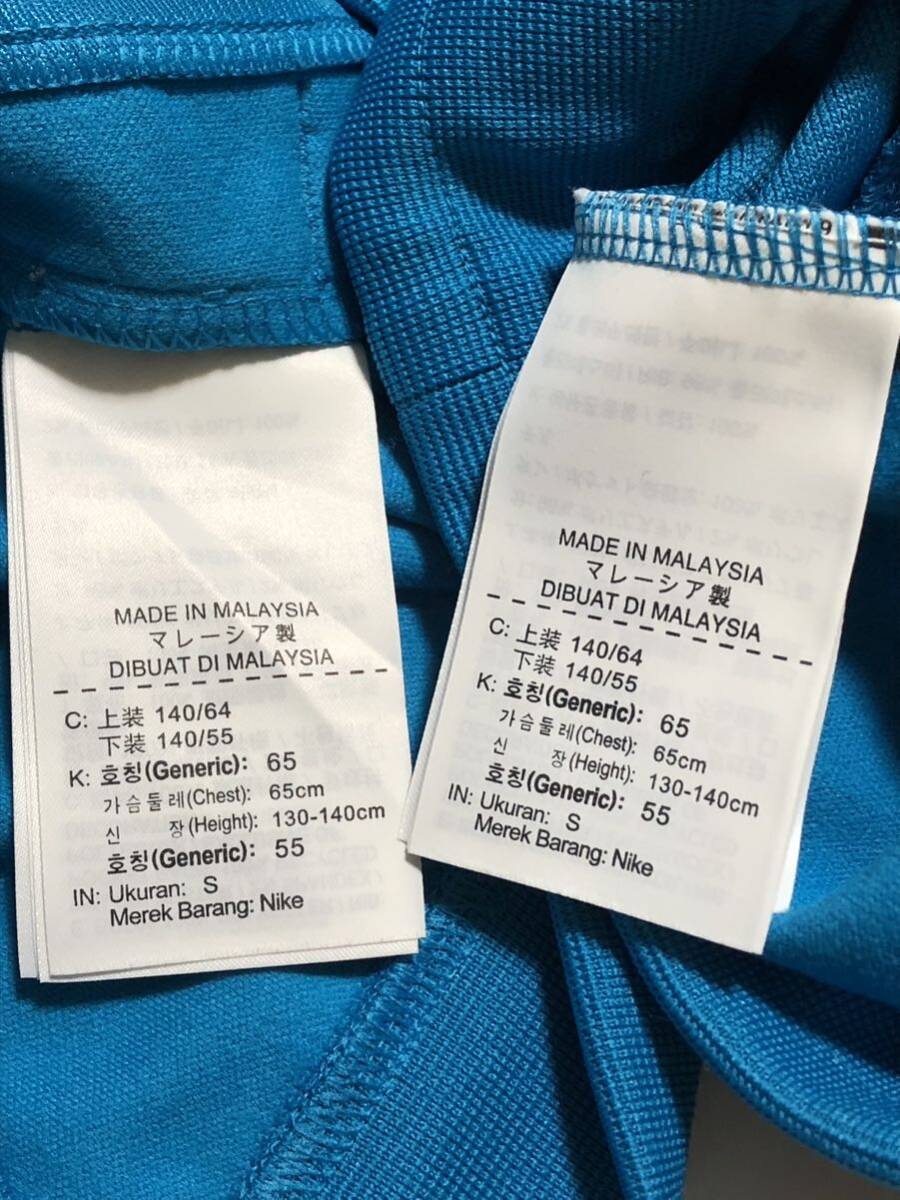 MADE IN MALAYSIA
マレーシア製
DIBUAT DI MALAYSIA
C: 上装 140/64
下装 140/55
K: 호칭(Generic): 65
가슴둘레(Chest): 65cm
신 장(Height): 130-140cm
호칭(Generic): 55
IN: Ukuran: S
Merek Barang: Nike
MADE IN MALAYSIA
マレーシア製
DIBUAT DI MALAYSIA
C: 上装 140/64
下装 140/55
K: 호칭(Generic): 65
가슴둘레(Chest): 65cm
신 장(Height): 130-140cm
호칭(Generic): 55
IN: Ukuran: S
Merek Barang: Nike